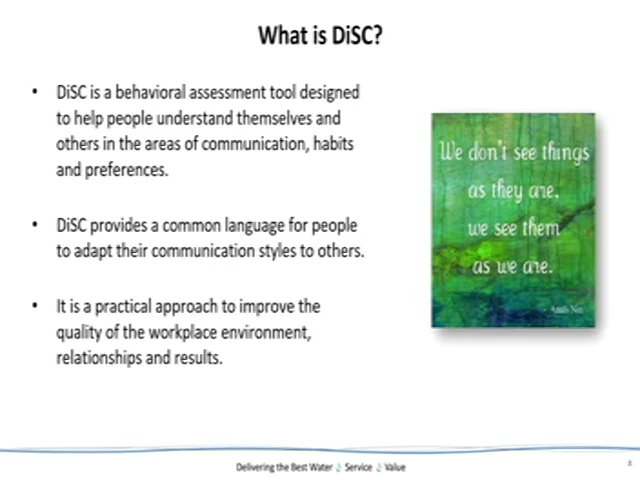 What is DiSC?
• DiSC is a behavioral assessment tool designed
to help people understand themselves and
others in the areas of communication, habits
and preferences.
• DiSC provides a common language for people
to adapt their communication styles to others.
• It is a practical approach to improve the
quality of the workplace environment,
relationships and results.
We don't see things
as they are,
we see them
as we are.
- Anaïs Nin
Delivering the Best Water Service Value